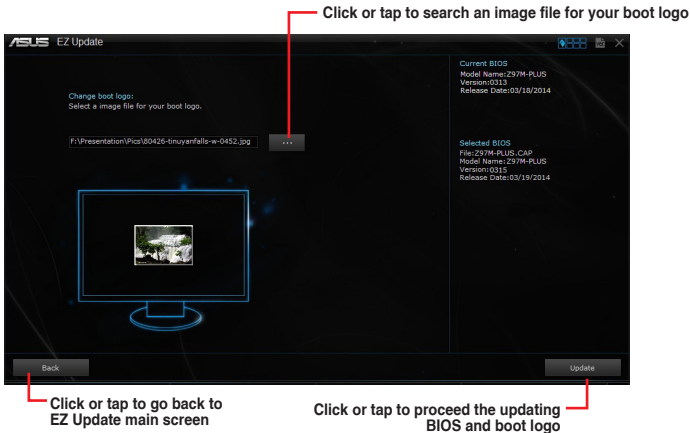 Click or tap to search an image file for your boot logo
ASUS EZ Update
Current BIOS
Model Name:Z97M-PLUS
Version:0313
Release Date:03/18/2014
Change boot logo:
Select a image file for your boot logo.
F:\Presentation\Pics\80426-tinuyanfalls-w-0452.jpg
...
Selected BIOS
File:Z97M-PLUS.CAP
Model Name:Z97M-PLUS
Version:0315
Release Date:03/19/2014
Back
Update
Click or tap to go back to
EZ Update main screen
Click or tap to proceed the updating
BIOS and boot logo